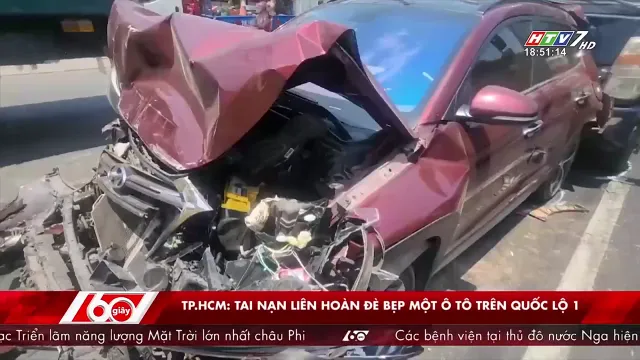 HTV7 HD
18:51:14
60 giây
TP.HCM: TAI NẠN LIÊN HOÀN ĐÈ BẸP MỘT Ô TÔ TRÊN QUỐC LỘ 1
Triển làm năng lượng Mặt Trời lớn nhất châu Phi 60 Các bệnh viện tại thủ đô nước Nga hiện